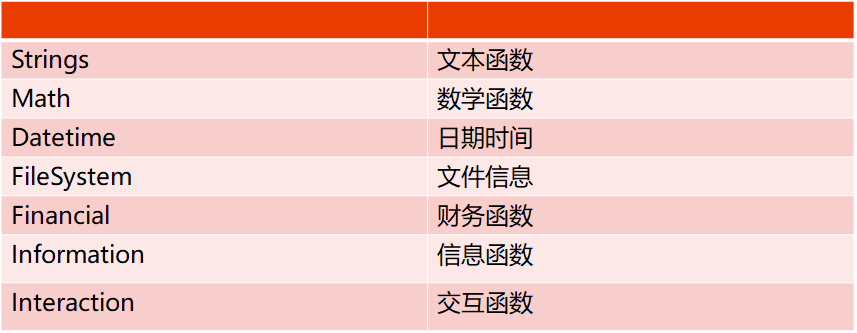 Strings 文本函数
Math 数学函数
Datetime 日期时间
FileSystem 文件信息
Financial 财务函数
Information 信息函数
Interaction 交互函数